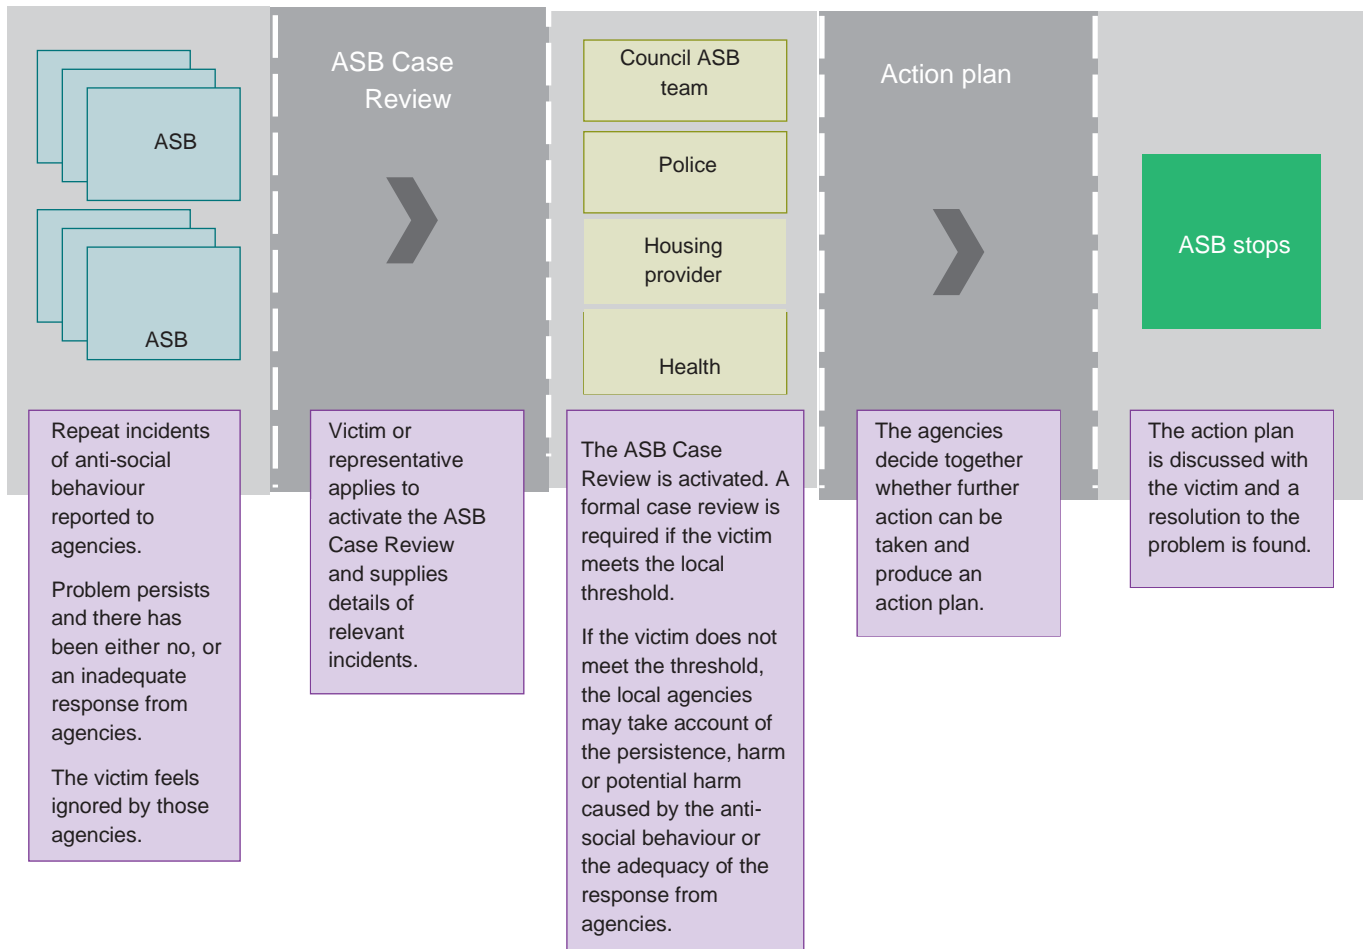 ASB
ASB
ASB Case
Review
Council ASB
team
Police
Housing
provider
Health
Action plan
ASB stops
Repeat incidents
of anti-social
behaviour
reported to
agencies.
Problem persists
and there has
been either no, or
an inadequate
response from
agencies.
The victim feels
ignored by those
agencies.
Victim or
representative
applies to
activate the ASB
Case Review
and supplies
details of
relevant
incidents.
The ASB Case
Review is activated. A
formal case review is
required if the victim
meets the local
threshold.
If the victim does not
meet the threshold,
the local agencies
may take account of
the persistence, harm
or potential harm
caused by the anti-
social behaviour or
the adequacy of the
response from
agencies.
The agencies
decide together
whether further
action can be
taken and
produce an
action plan.
The action plan
is discussed with
the victim and a
resolution to the
problem is found.